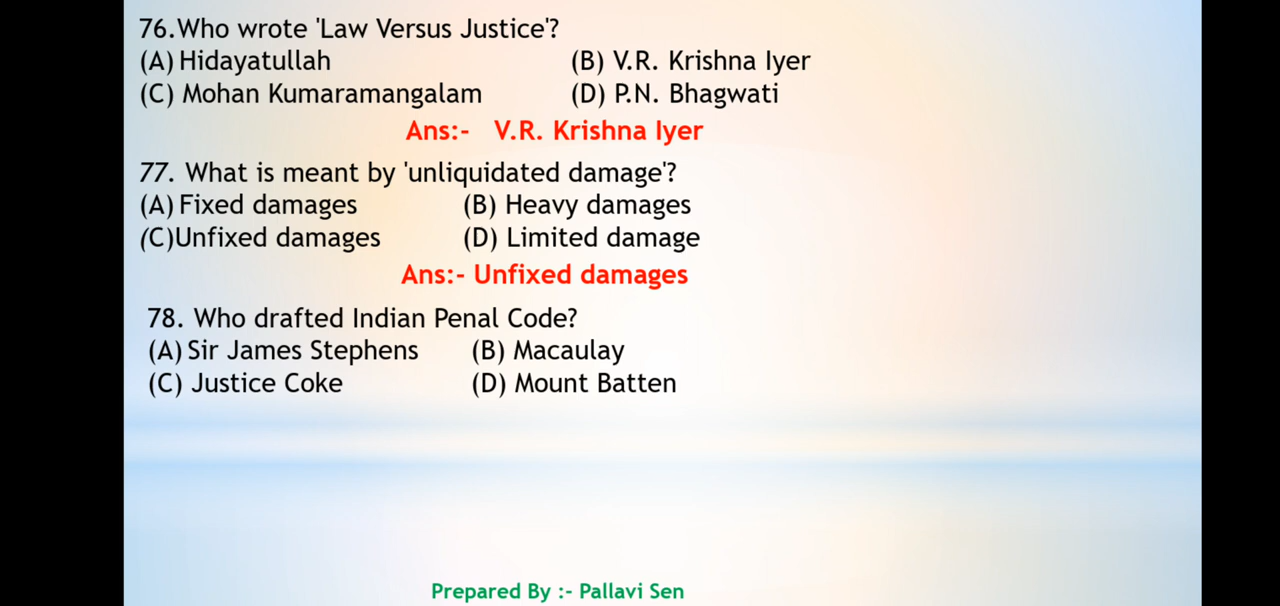 76.Who wrote 'Law Versus Justice'?
(A) Hidayatullah (B) V.R. Krishna Iyer
(C) Mohan Kumaramangalam (D) P.N. Bhagwati
Ans:- V.R. Krishna Iyer
77. What is meant by 'unliquidated damage'?
(A) Fixed damages (B) Heavy damages
(C)Unfixed damages (D) Limited damage
Ans:- Unfixed damages
78. Who drafted Indian Penal Code?
(A) Sir James Stephens (B) Macaulay
(C) Justice Coke (D) Mount Batten
Prepared By :- Pallavi Sen